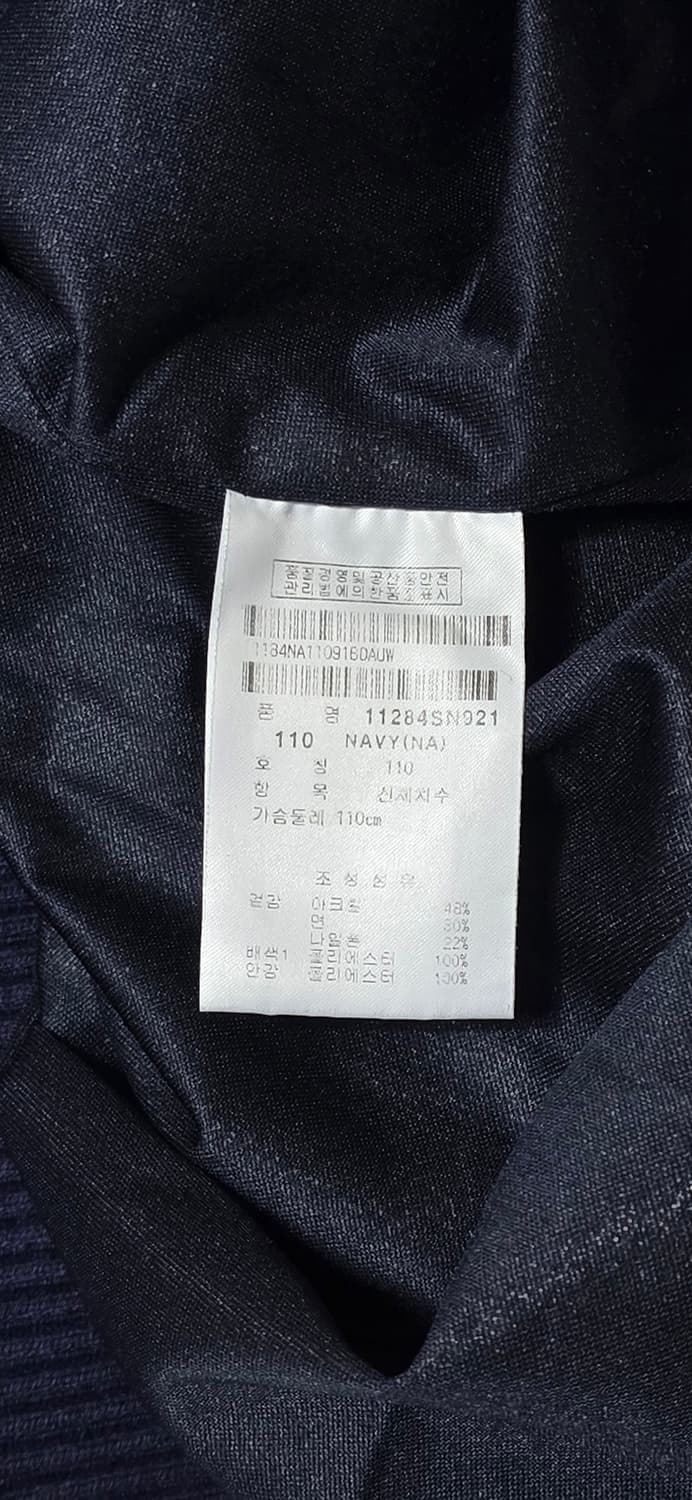 품질경영및공산품안전
관리법에의한품질표시
1184NA110916DAUW
품 명 11284SN921
110 NAVY(NA)
호 칭 110
항 목 신체치수
가슴둘레 110cm
조 성 섬 유
겉감 아크릴 48%
면 30%
나일론 22%
배색1 폴리에스터 100%
안감 폴리에스터 100%